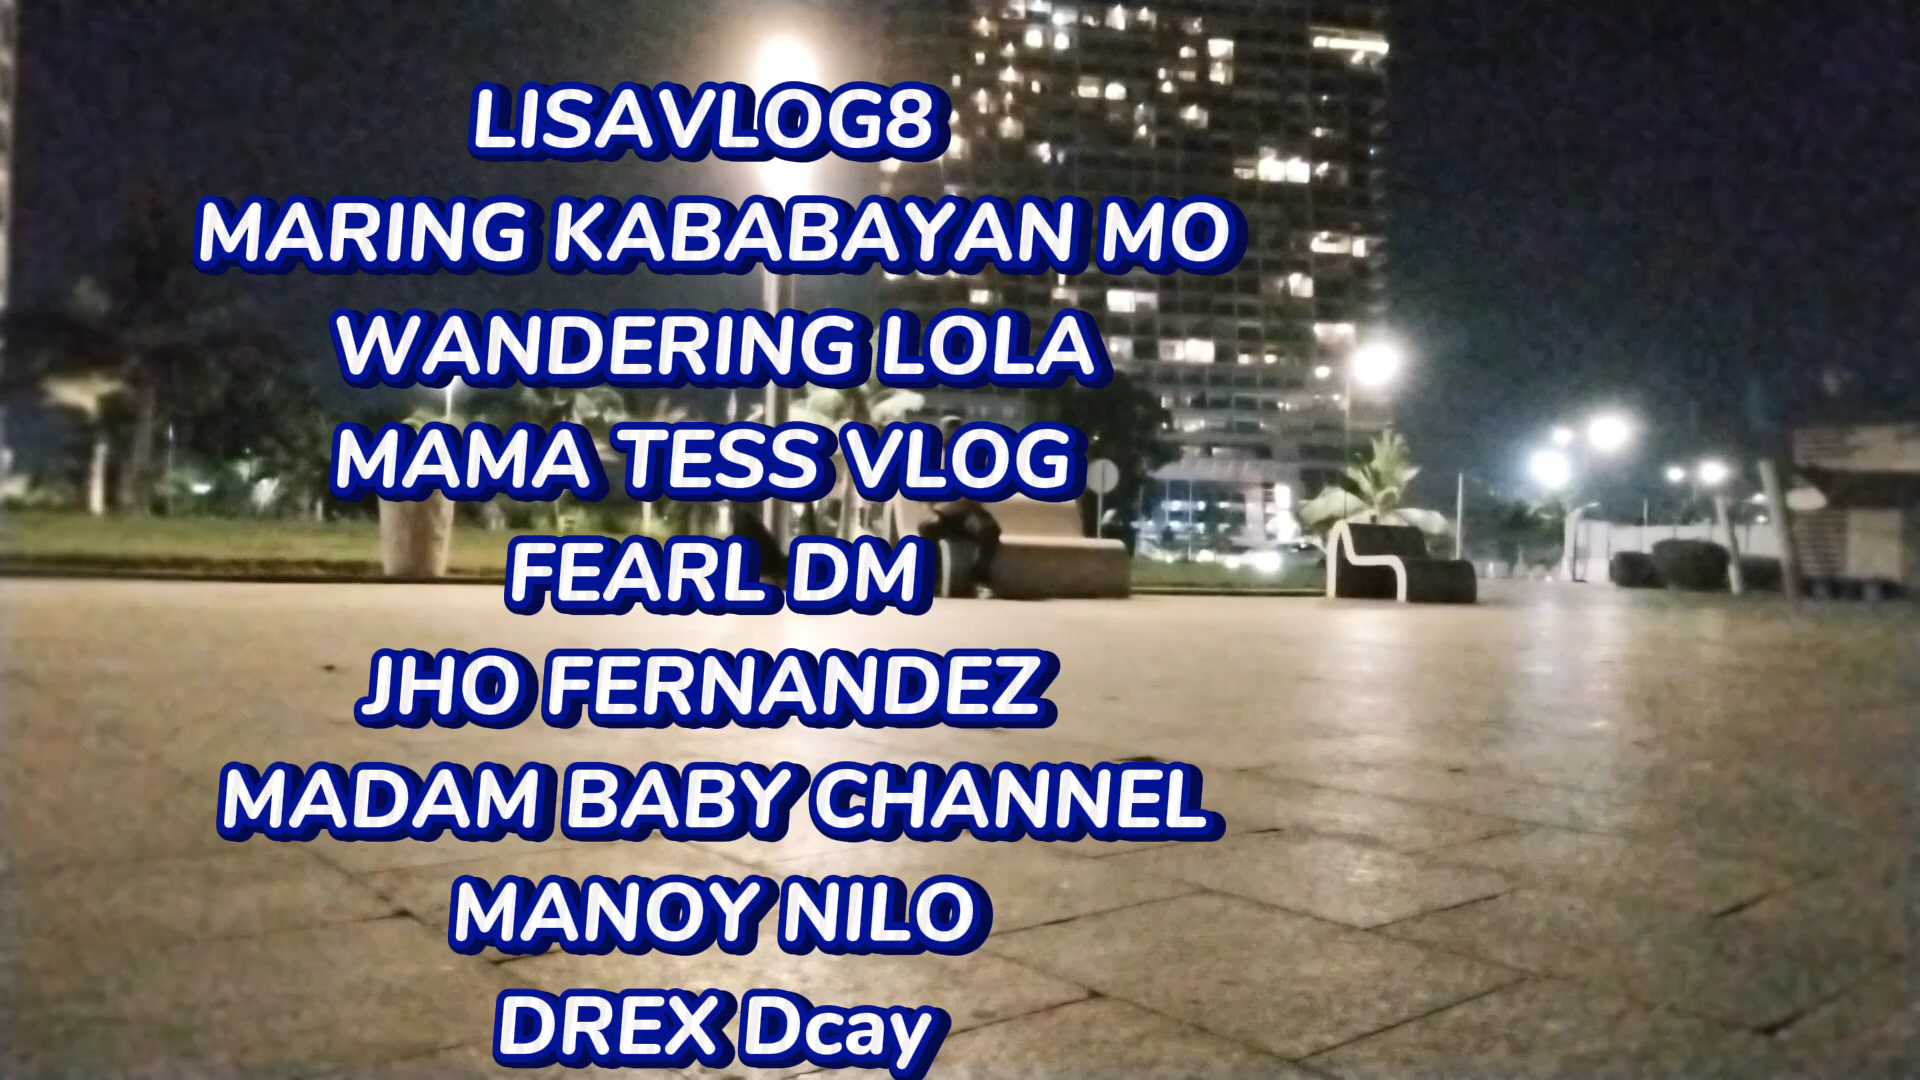 LISAVLOG8
MARING KABABAYAN MO
WANDERING LOLA
MAMA TESS VLOG
FEARL DM
JHO FERNANDEZ
MADAM BABY CHANNEL
MANOY NILO
DREX Dcay